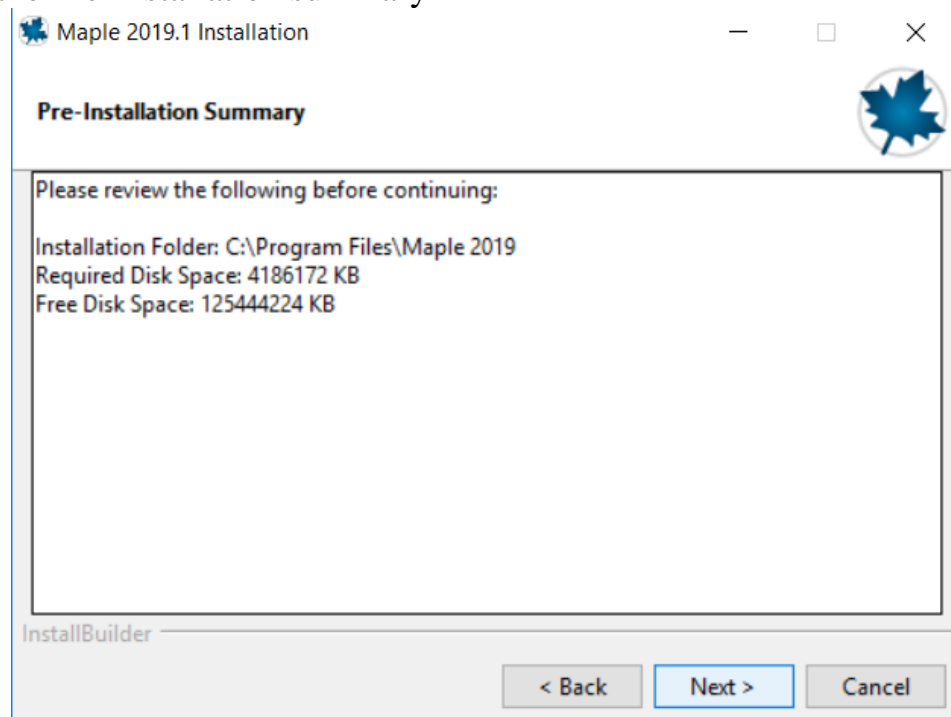 Maple 2019.1 Installation
Pre-Installation Summary
Please review the following before continuing:
Installation Folder: C:\Program Files\Maple 2019
Required Disk Space: 4186172 KB
Free Disk Space: 125444224 KB
InstallBuilder
< Back
Next >
Cancel